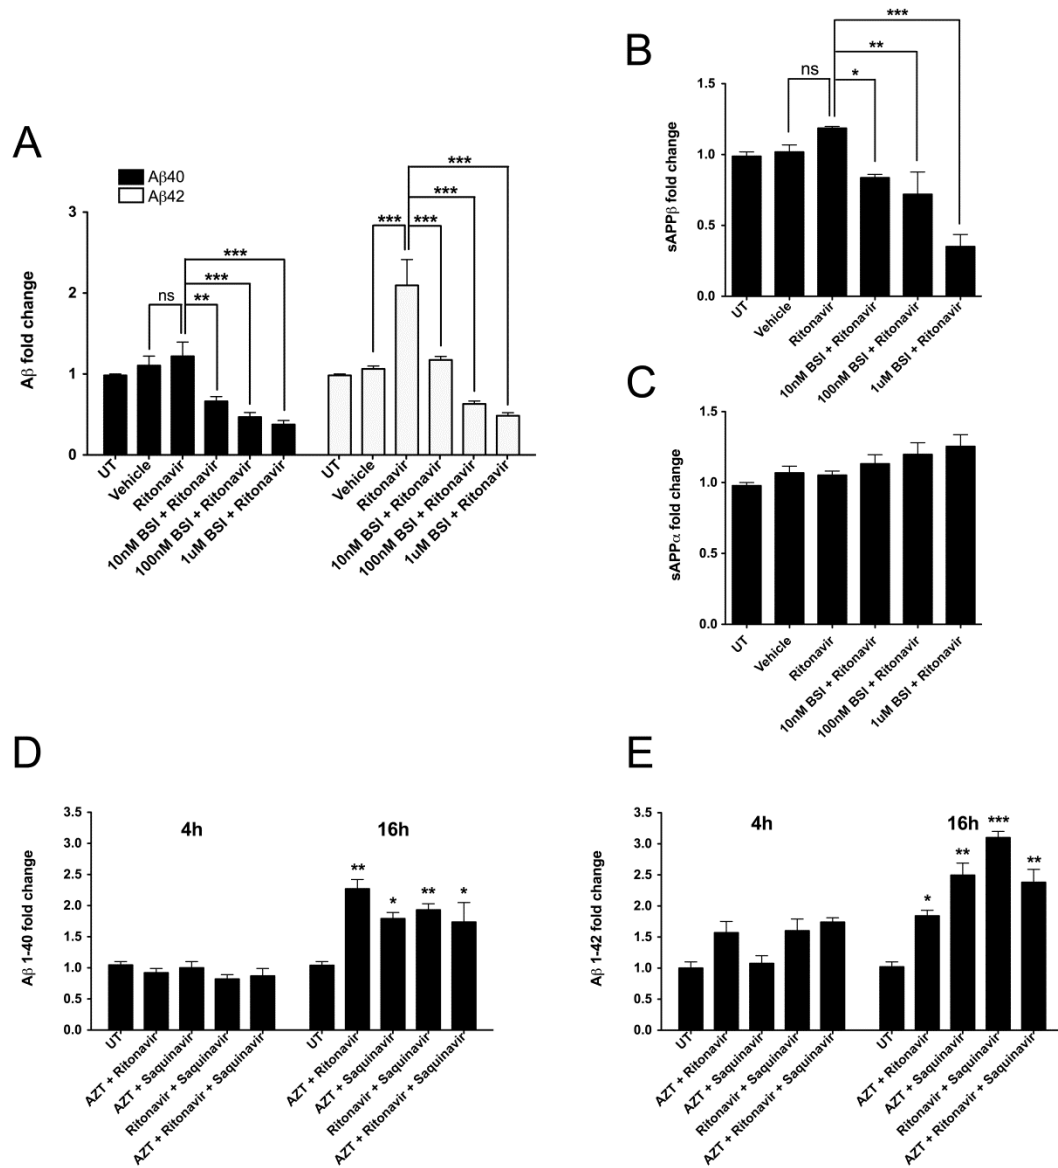 A
Aβ40
Aβ42
Aβ fold change
3
2
1
0
ns
**
***
***
***
***
***
***
UT
Vehicle
Ritonavir
10nM BSI + Ritonavir
100nM BSI + Ritonavir
1uM BSI + Ritonavir
UT
Vehicle
Ritonavir
10nM BSI + Ritonavir
100nM BSI + Ritonavir
1uM BSI + Ritonavir
B
sAPPβ fold change
1.5
1.0
0.5
0.0
ns
*
**
***
UT
Vehicle
Ritonavir
10nM BSI + Ritonavir
100nM BSI + Ritonavir
1uM BSI + Ritonavir
C
sAPPα fold change
1.5
1.0
0.5
0.0
UT
Vehicle
Ritonavir
10nM BSI + Ritonavir
100nM BSI + Ritonavir
1uM BSI + Ritonavir
D
Aβ 1-40 fold change
3.5
3.0
2.5
2.0
1.5
1.0
0.5
0.0
4h
16h
**
*
**
*
UT
AZT + Ritonavir
AZT + Saquinavir
Ritonavir + Saquinavir
AZT + Ritonavir + Saquinavir
UT
AZT + Ritonavir
AZT + Saquinavir
Ritonavir + Saquinavir
AZT + Ritonavir + Saquinavir
E
Aβ 1-42 fold change
3.5
3.0
2.5
2.0
1.5
1.0
0.5
0.0
4h
16h
*
**
***
**
UT
AZT + Ritonavir
AZT + Saquinavir
Ritonavir + Saquinavir
AZT + Ritonavir + Saquinavir
UT
AZT + Ritonavir
AZT + Saquinavir
Ritonavir + Saquinavir
AZT + Ritonavir + Saquinavir